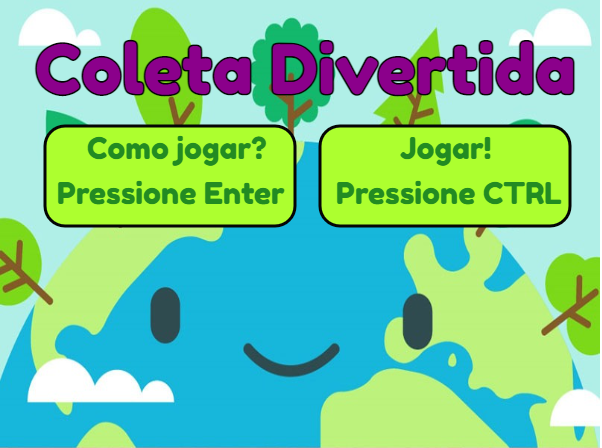 Coleta Divertida
Como jogar?
Pressione Enter
Jogar!
Pressione CTRL